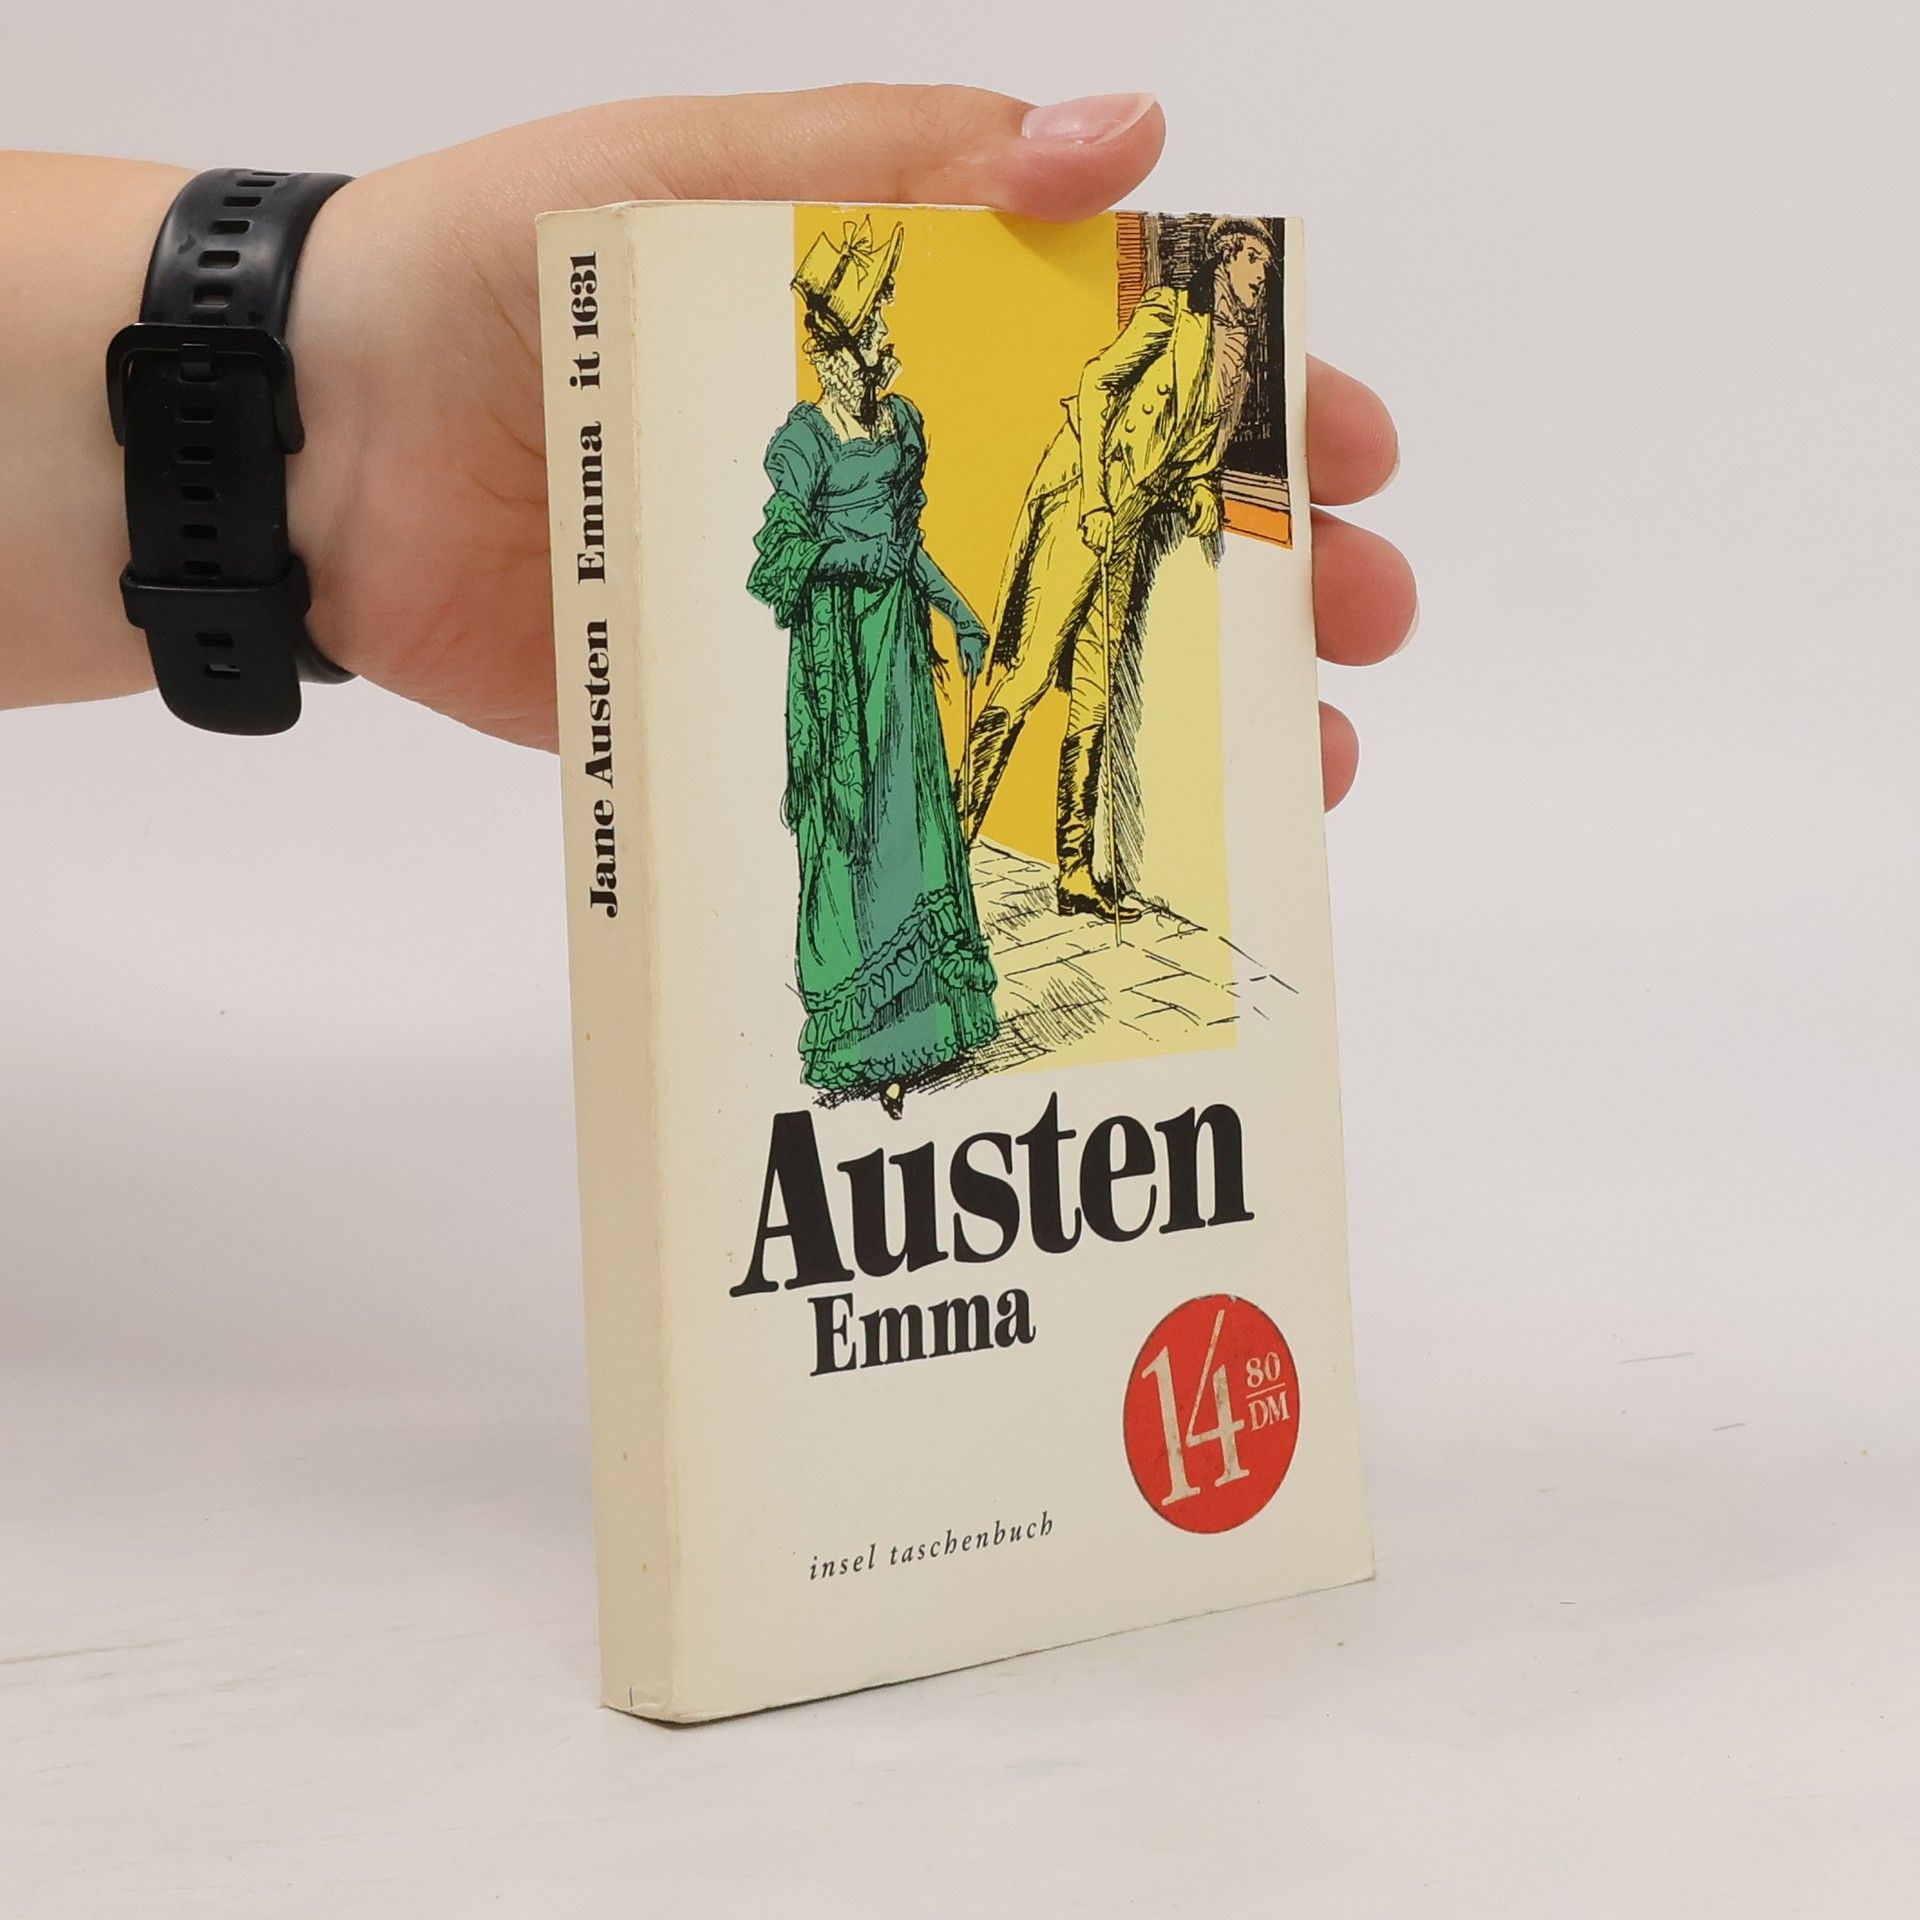 Jane Austen Emma it 1631
Austen
Emma
14 80
DM
insel taschenbuch